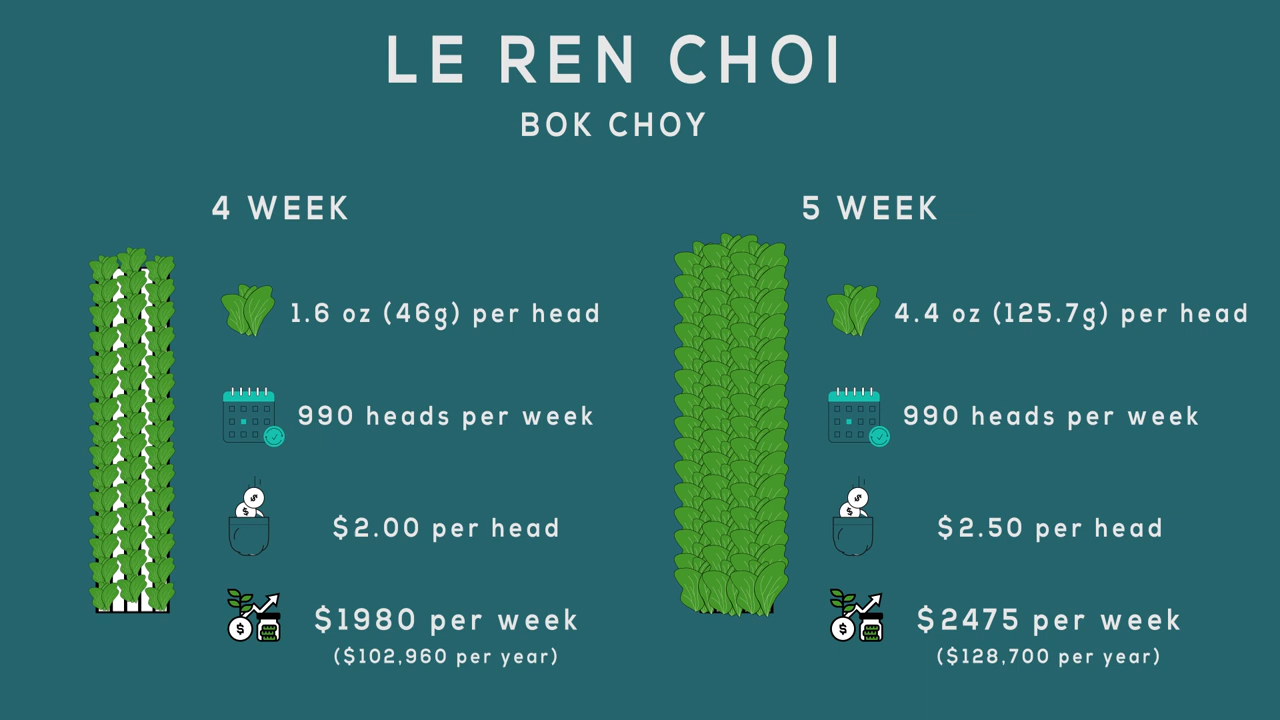 LE REN CHOI
BOK CHOY
4 WEEK
1.6 oz (46g) per head
990 heads per week
$2.00 per head
$1980 per week
($102,960 per year)
5 WEEK
4.4 oz (125.7g) per head
990 heads per week
$2.50 per head
$2475 per week
($128,700 per year)